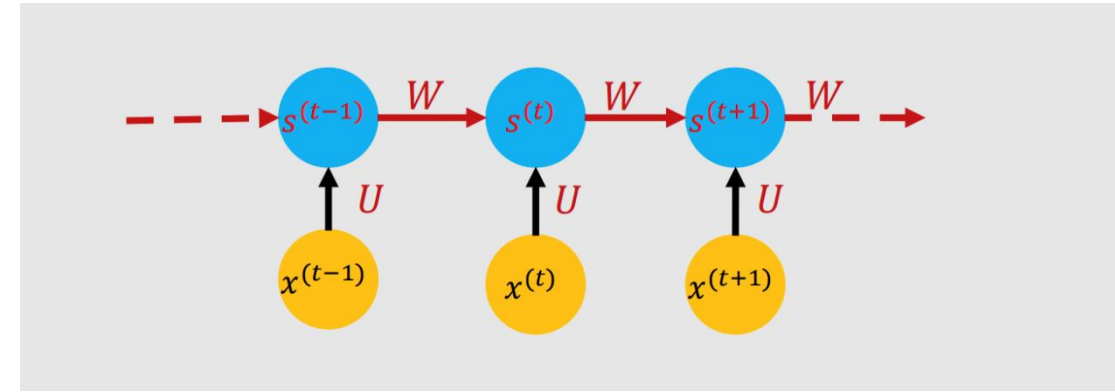 W W W
s^{(t-1)} s^{(t)} s^{(t+1)}
U U U
x^{(t-1)} x^{(t)} x^{(t+1)}